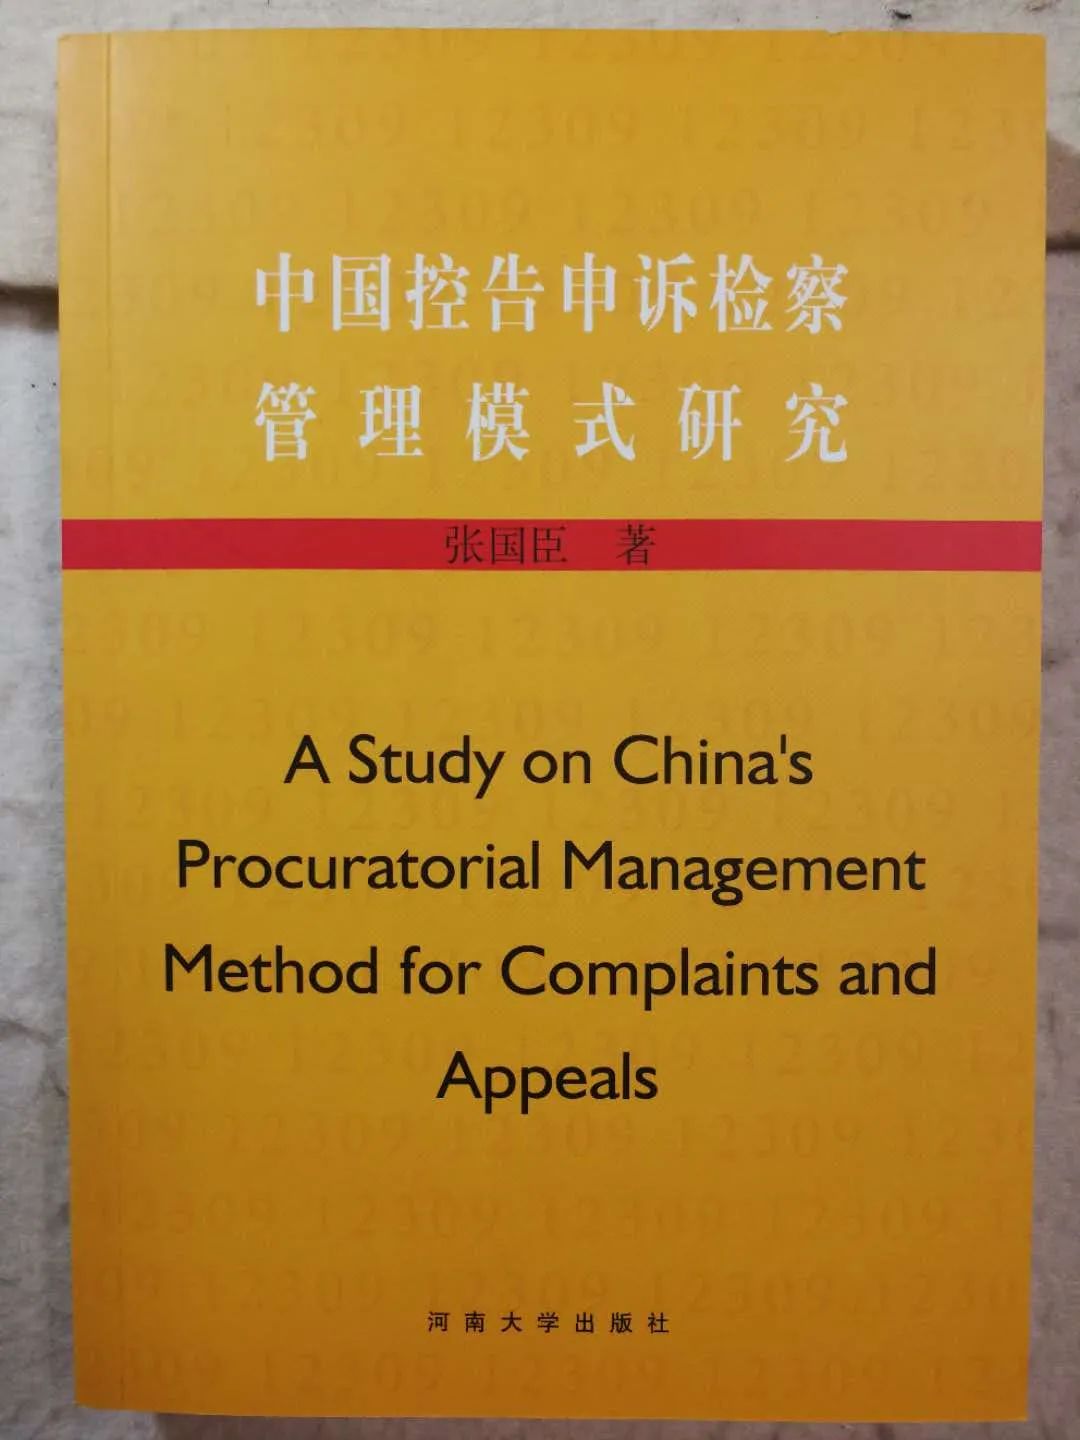 中国控告申诉检察
管理模式研究
张国臣 著
A Study on China's
Procuratorial Management
Method for Complaints and
Appeals
河南大学出版社